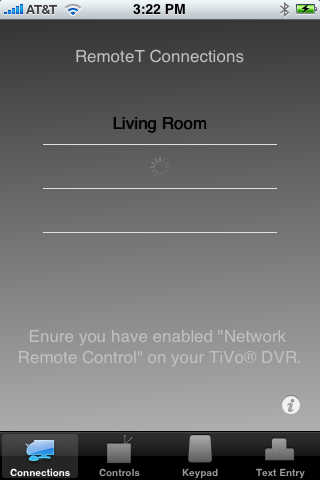 AT&T 3:22 PM
RemoteT Connections
Living Room
Enure you have enabled "Network
Remote Control" on your TiVo® DVR.
i
Connections Controls Keypad Text Entry